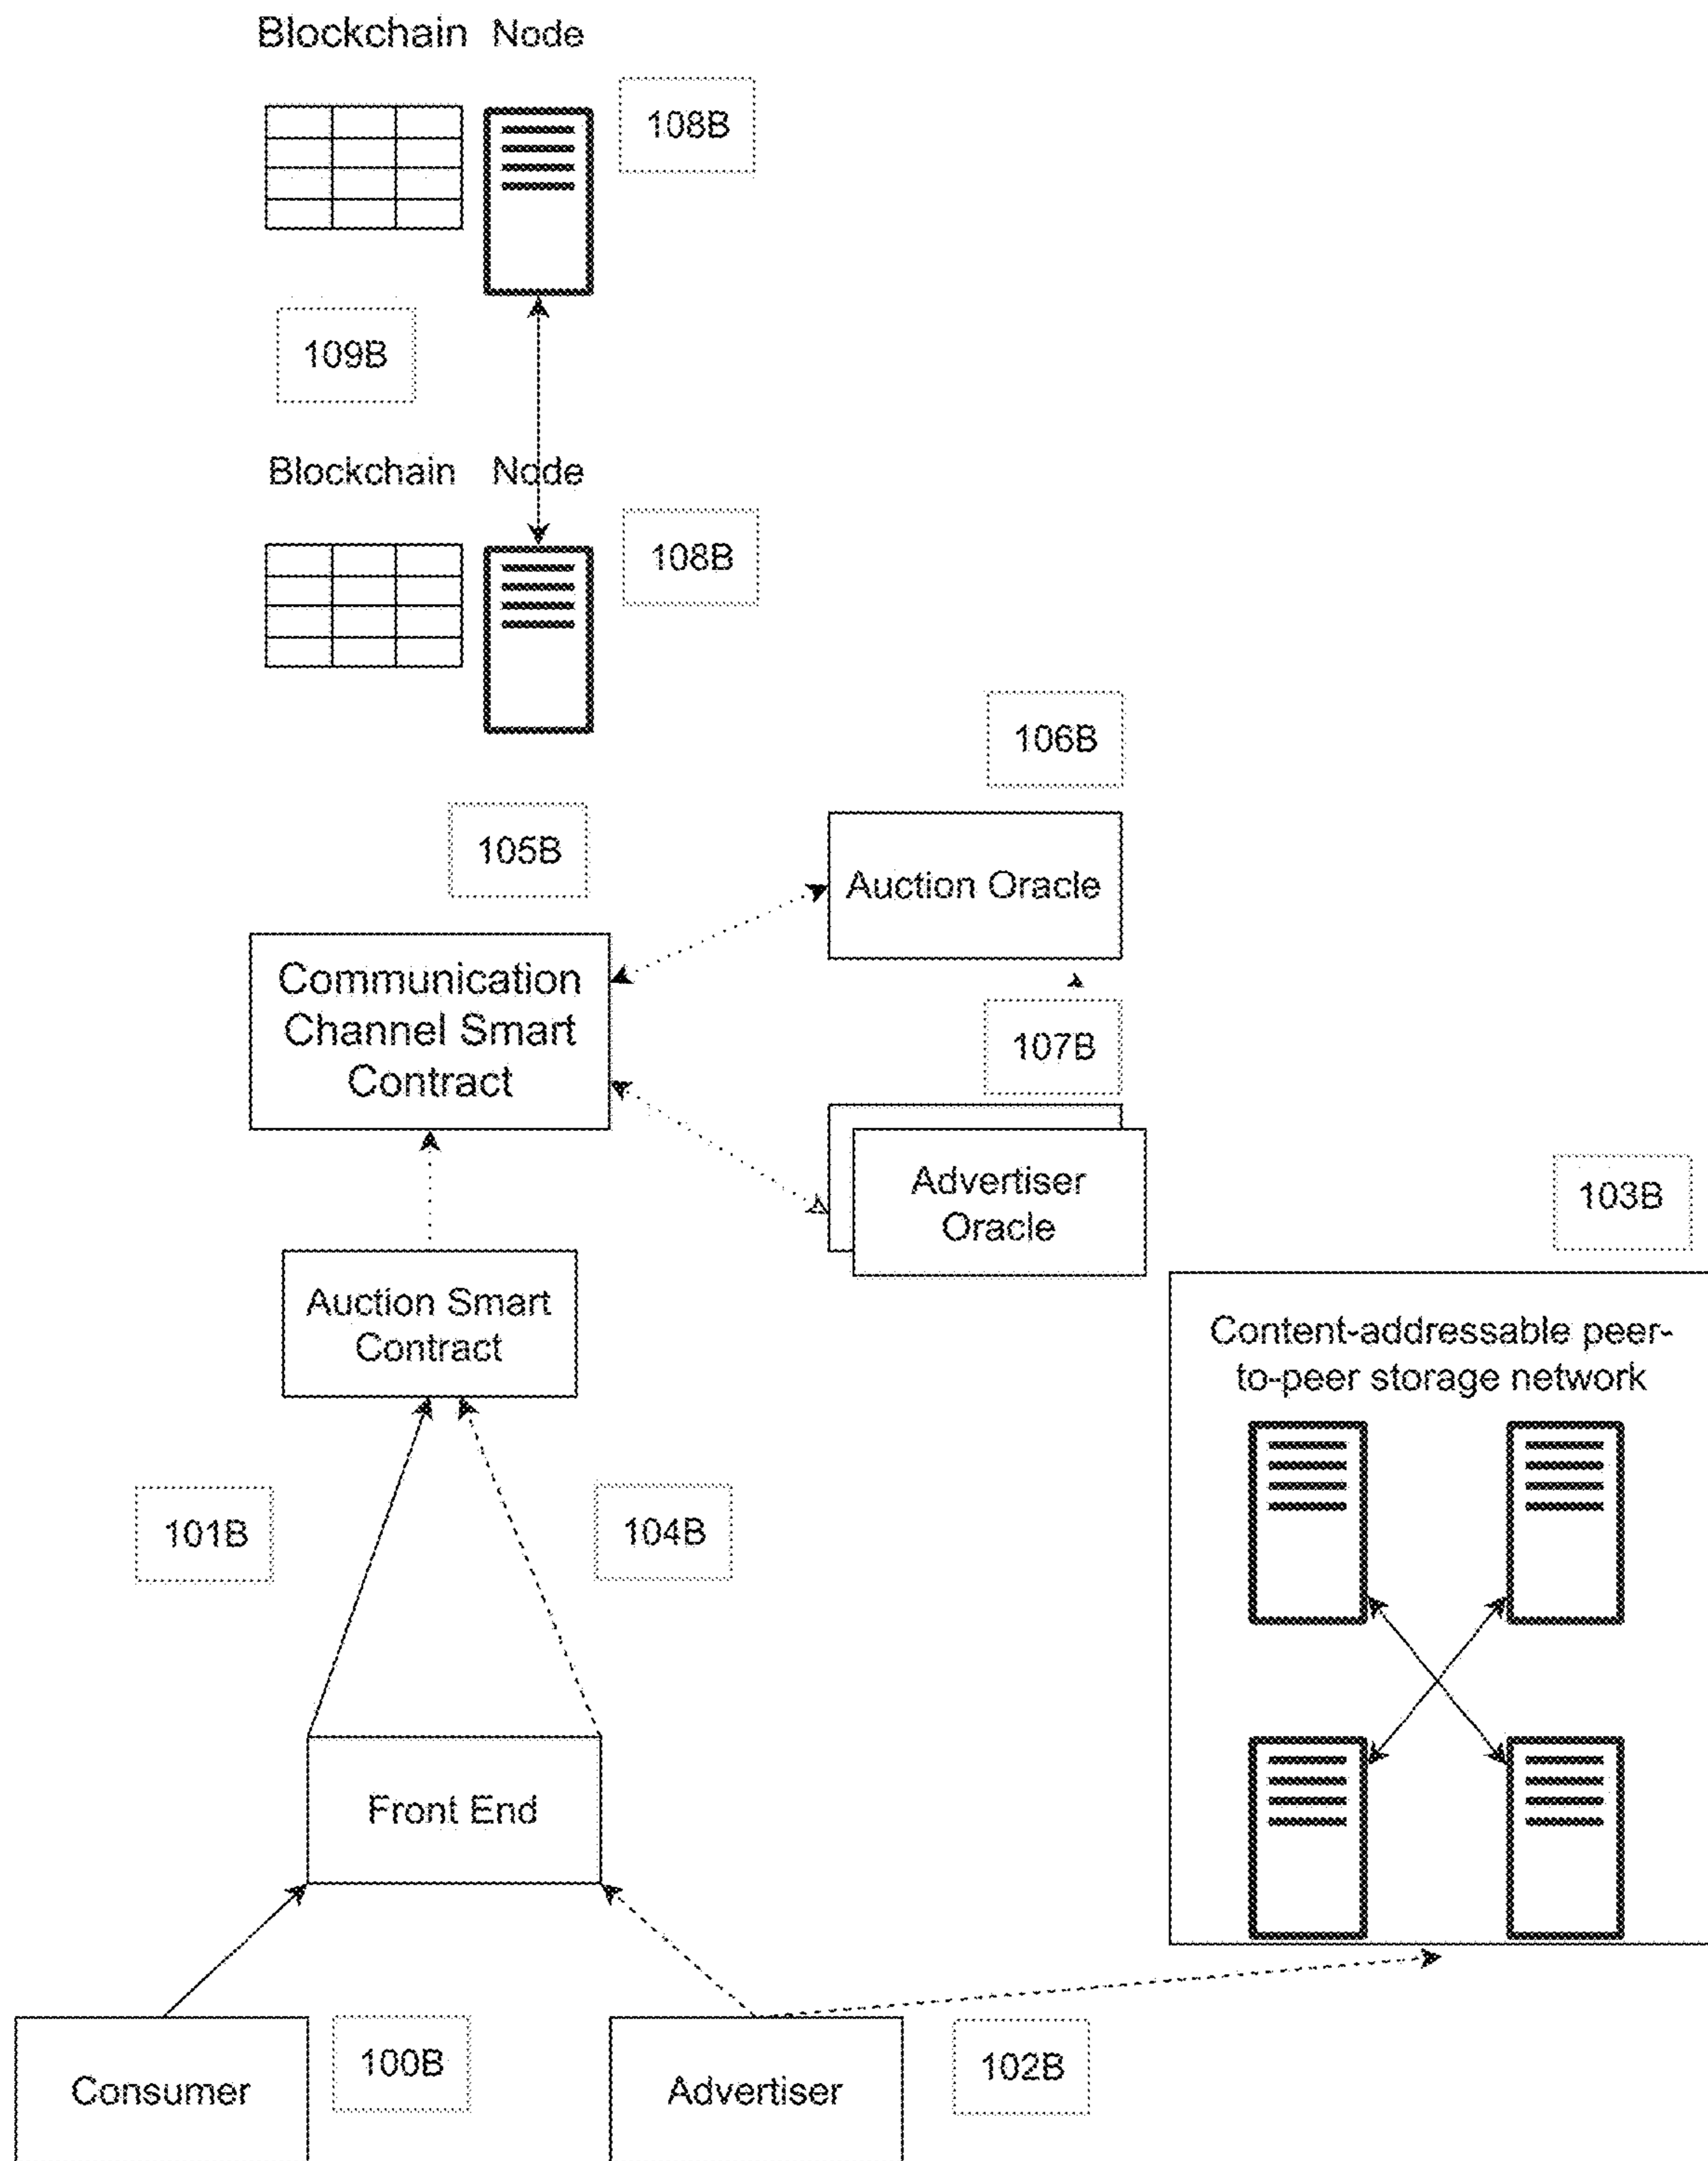 Blockchain Node
108B
109B
Blockchain Node
108B
106B
105B
Auction Oracle
Communication
Channel Smart
Contract
107B
Advertiser
Oracle
103B
Auction Smart
Contract
Content-addressable peer-
to-peer storage network
101B
104B
Front End
100B
102B
Consumer
Advertiser